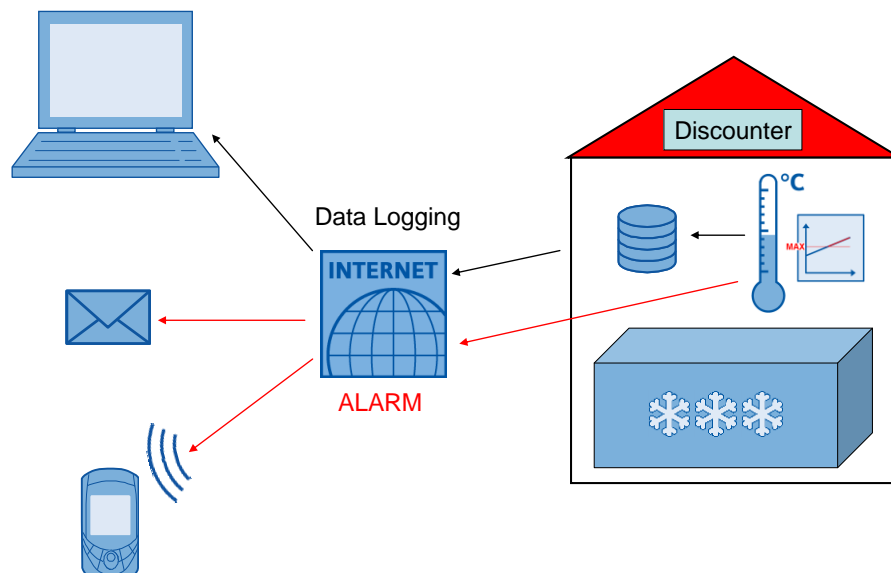 Discounter
°C
Data Logging
MAX
INTERNET
ALARM